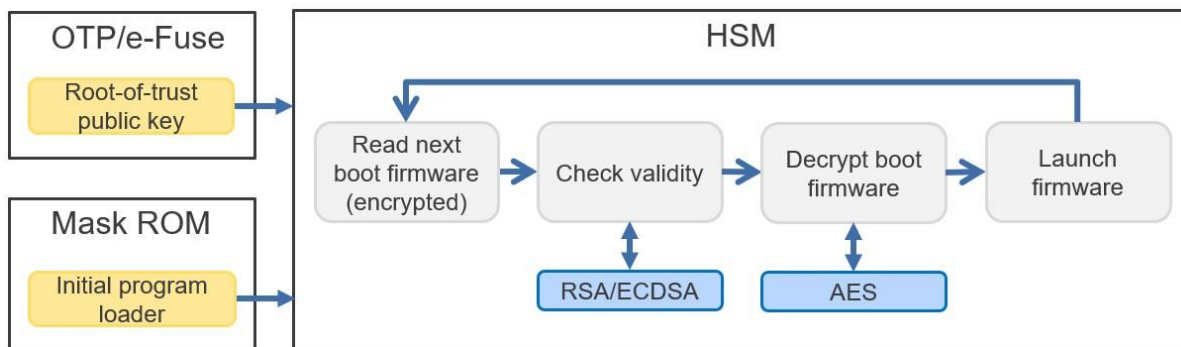 OTP/e-Fuse
Root-of-trust
public key
Mask ROM
Initial program
loader
HSM
Read next
boot firmware
(encrypted)
Check validity
Decrypt boot
firmware
Launch
firmware
RSA/ECDSA
AES